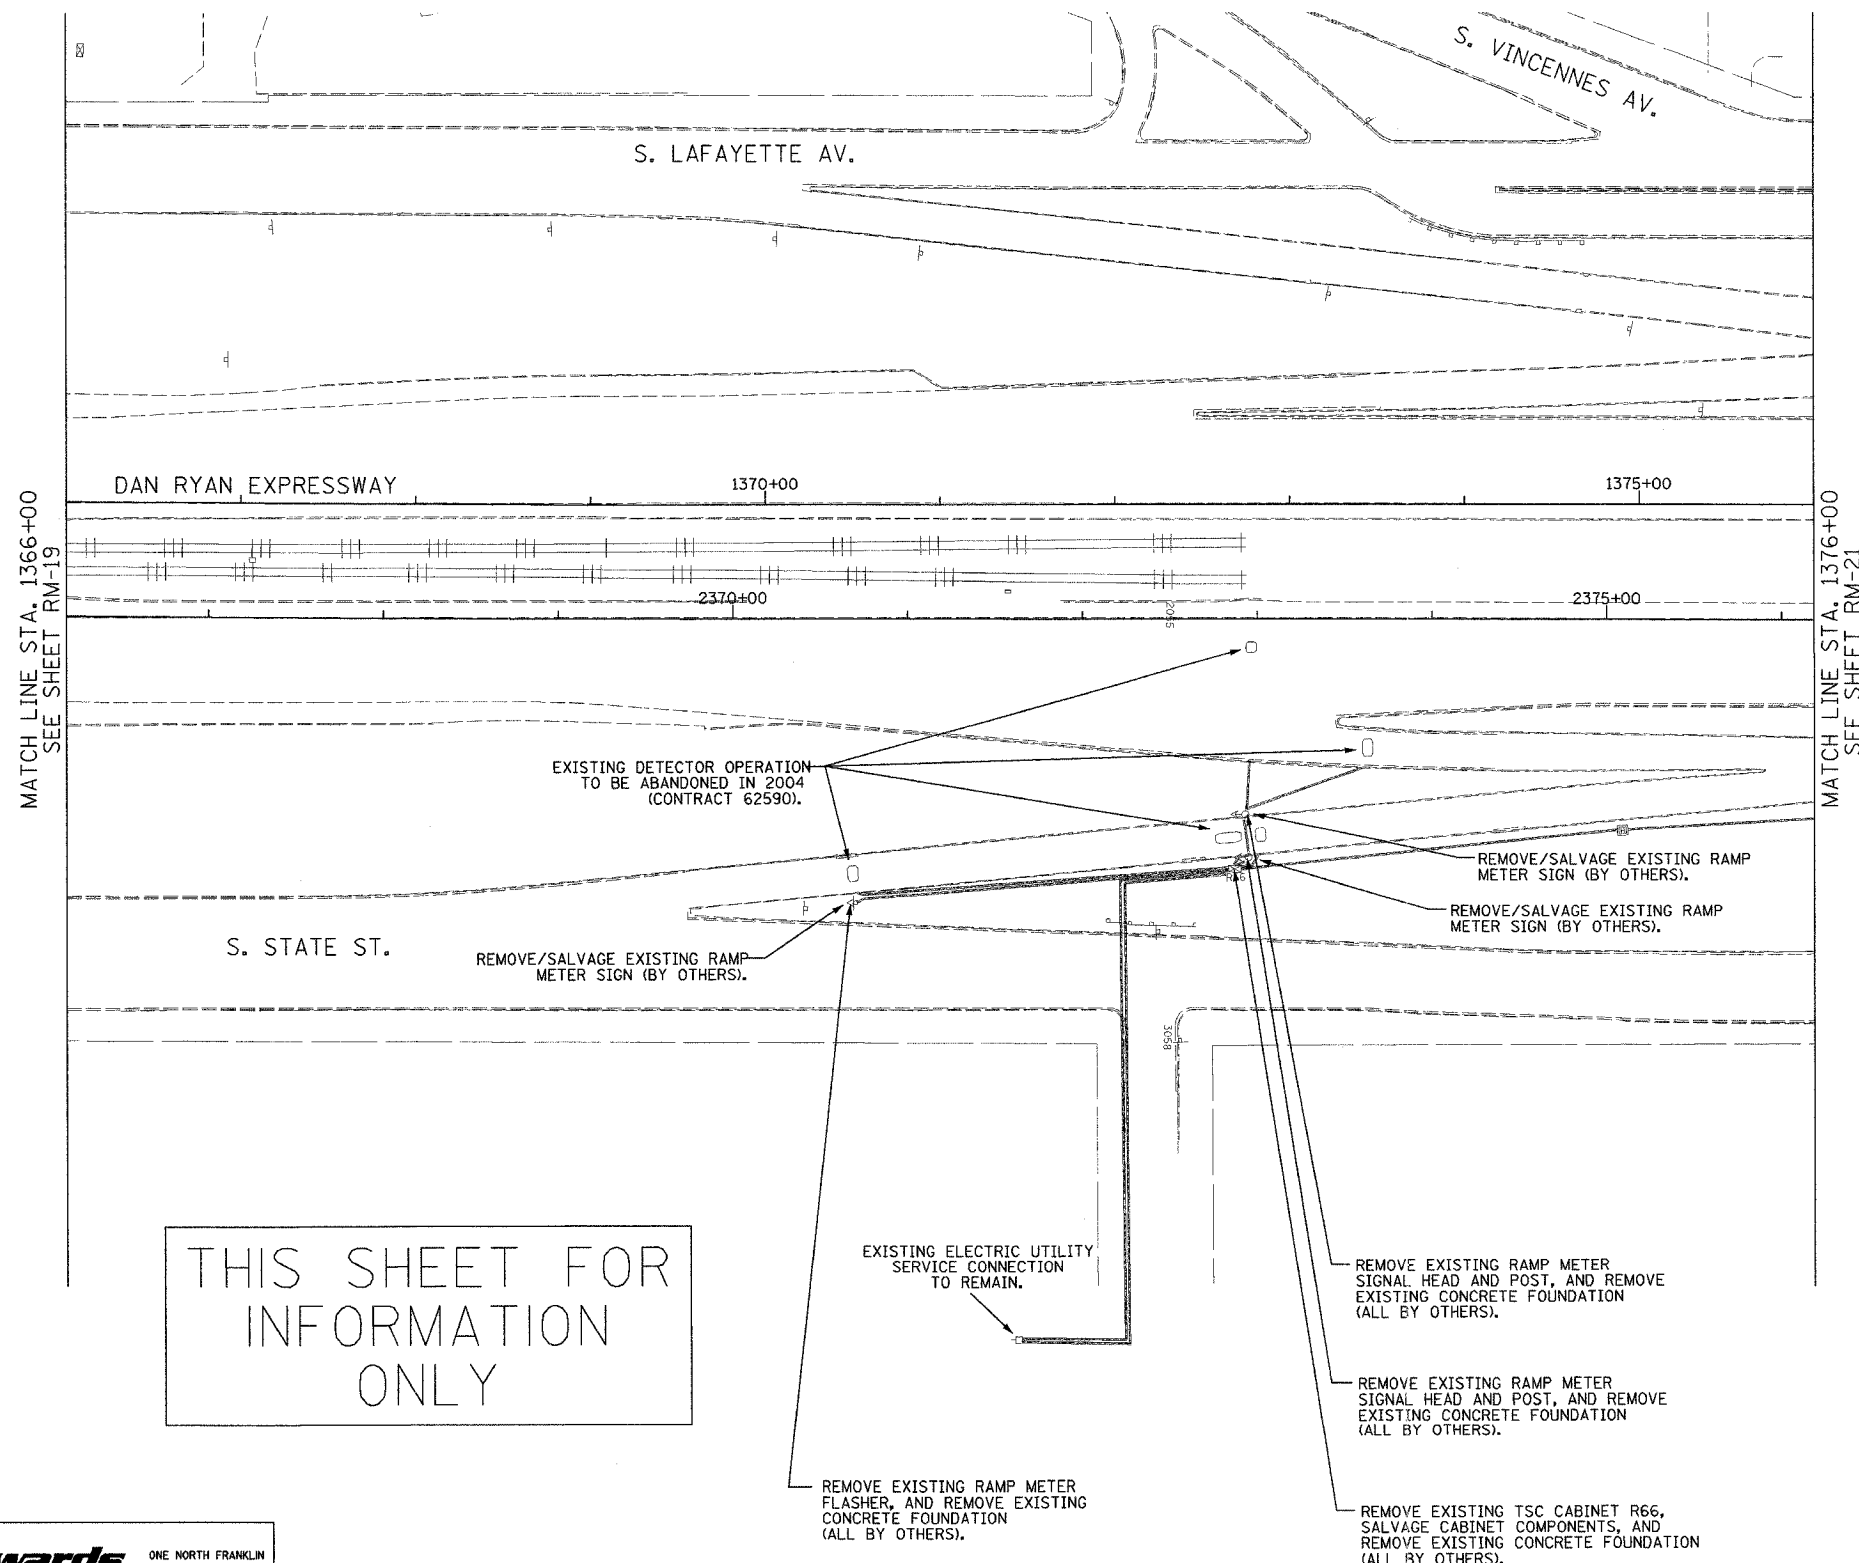 S. VINCENNES AV.
S. LAFAYETTE AV.
DAN RYAN EXPRESSWAY
1370+00
1375+00
MATCH LINE STA. 1366+00
SEE SHEET RM-19
MATCH LINE STA. 1376+00
SEE SHEET RM-21
2370+00
2375+00
EXISTING DETECTOR OPERATION
TO BE ABANDONED IN 2004
(CONTRACT 62590).
R66
REMOVE/SALVAGE EXISTING RAMP
METER SIGN (BY OTHERS).
REMOVE/SALVAGE EXISTING RAMP
METER SIGN (BY OTHERS).
S. STATE ST.
REMOVE/SALVAGE EXISTING RAMP
METER SIGN (BY OTHERS).
3058
THIS SHEET FOR
INFORMATION
ONLY
EXISTING ELECTRIC UTILITY
SERVICE CONNECTION
TO REMAIN.
REMOVE EXISTING RAMP METER
SIGNAL HEAD AND POST, AND REMOVE
EXISTING CONCRETE FOUNDATION
(ALL BY OTHERS).
REMOVE EXISTING RAMP METER
SIGNAL HEAD AND POST, AND REMOVE
EXISTING CONCRETE FOUNDATION
(ALL BY OTHERS).
REMOVE EXISTING RAMP METER
FLASHER, AND REMOVE EXISTING
CONCRETE FOUNDATION
(ALL BY OTHERS).
REMOVE EXISTING TSC CABINET R66,
SALVAGE CABINET COMPONENTS, AND
REMOVE EXISTING CONCRETE FOUNDATION
(ALL BY OTHERS).
wards
ONE NORTH FRANKLIN